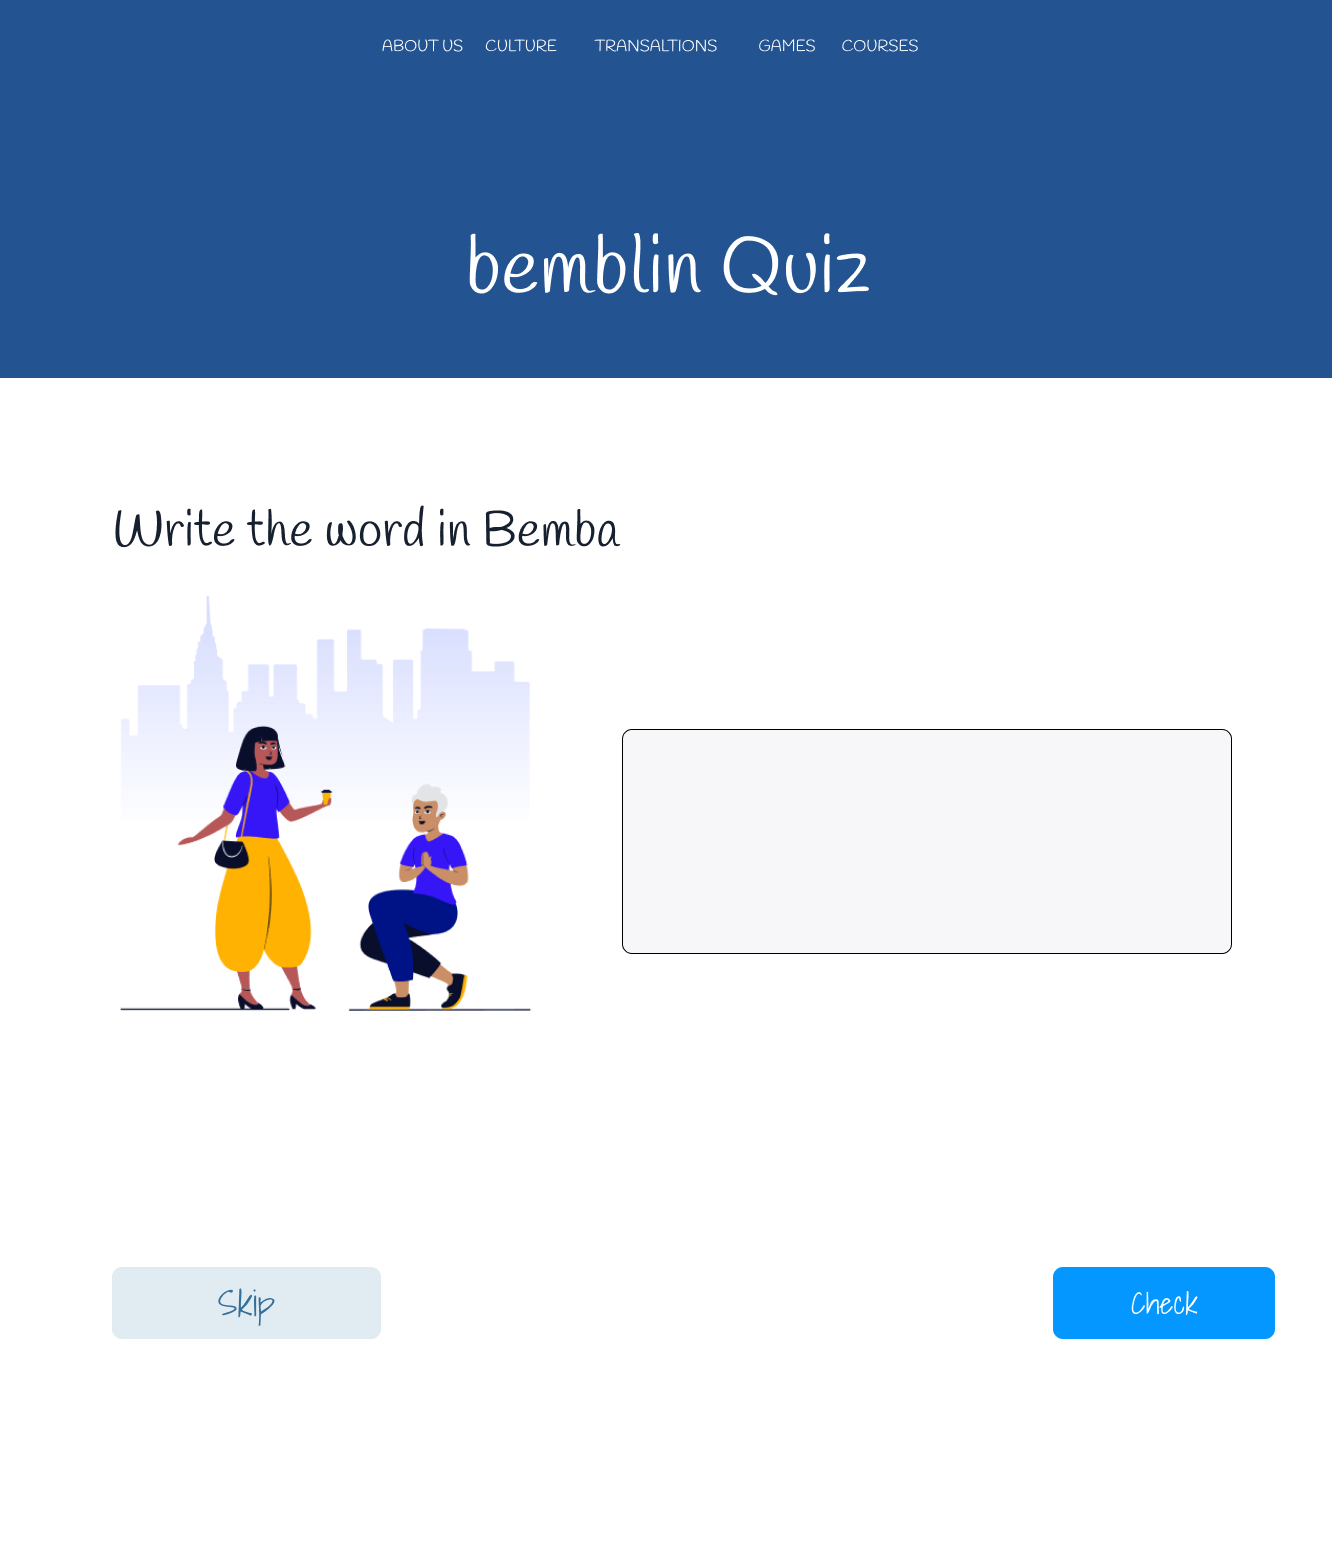 ABOUT US CULTURE TRANSALTIONS GAMES COURSES
bemblin Quiz
Write the word in Bemba
Skip Check